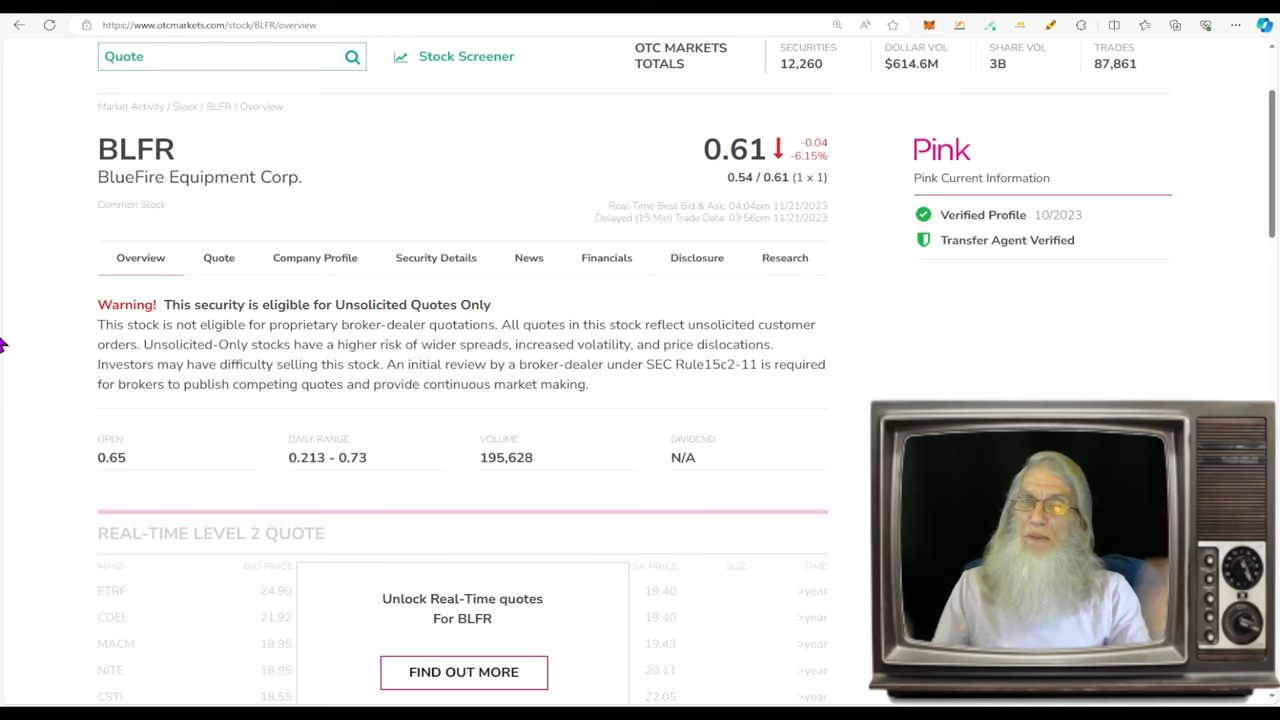 https://www.otcmarkets.com/stock/BLFR/overview
Quote
Stock Screener
OTC MARKETS TOTALS
SECURITIES
12,260
DOLLAR VOL
$614.6M
SHARE VOL
3B
TRADES
87,861
Market Activity / Stock / BLFR / Overview
BLFR
BlueFire Equipment Corp.
Common Stock
0.61
-0.04
-6.15%
0.54 / 0.61 (1 x 1)
Real-Time Best Bid & Ask: 04:04pm 11/21/2023
Delayed (15 Min) Trade Data: 03:56pm 11/21/2023
Pink
Pink Current Information
Verified Profile 10/2023
Transfer Agent Verified
Overview Quote Company Profile Security Details News Financials Disclosure Research
Warning! This security is eligible for Unsolicited Quotes Only
This stock is not eligible for proprietary broker-dealer quotations. All quotes in this stock reflect unsolicited customer
orders. Unsolicited-Only stocks have a higher risk of wider spreads, increased volatility, and price dislocations.
Investors may have difficulty selling this stock. An initial review by a broker-dealer under SEC Rule15c2-11 is required
for brokers to publish competing quotes and provide continuous market making.
OPEN
0.65
DAILY RANGE
0.213 - 0.73
VOLUME
195,628
DIVIDEND
N/A
REAL-TIME LEVEL 2 QUOTE
MPID BID PRICE ASK PRICE SIZE TIME
ETRF 24.90 19.40 >year
CDEL 21.92 19.40 >year
MACM 18.95 19.43 >year
NITE 18.95 20.11 >year
CSTI 18.55 22.05 >year
Unlock Real-Time quotes
For BLFR
FIND OUT MORE